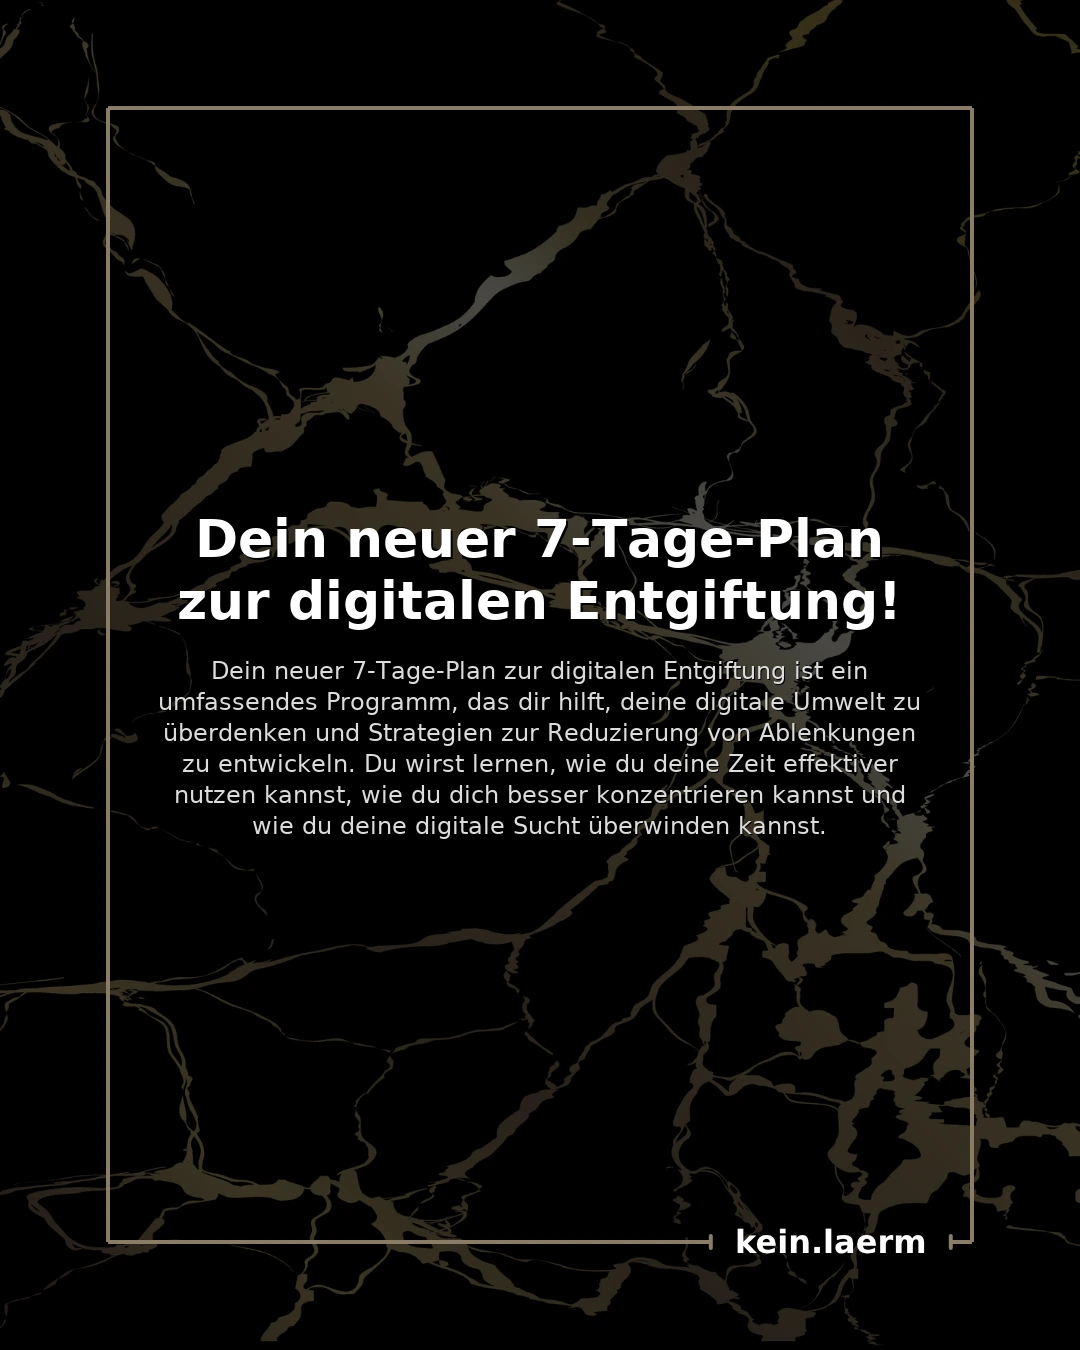 Dein neuer 7-Tage-Plan
zur digitalen Entgiftung!
Dein neuer 7-Tage-Plan zur digitalen Entgiftung ist ein
umfassendes Programm, das dir hilft, deine digitale Umwelt zu
überdenken und Strategien zur Reduzierung von Ablenkungen
zu entwickeln. Du wirst lernen, wie du deine Zeit effektiver
nutzen kannst, wie du dich besser konzentrieren kannst und
wie du deine digitale Sucht überwinden kannst.
kein.laerm